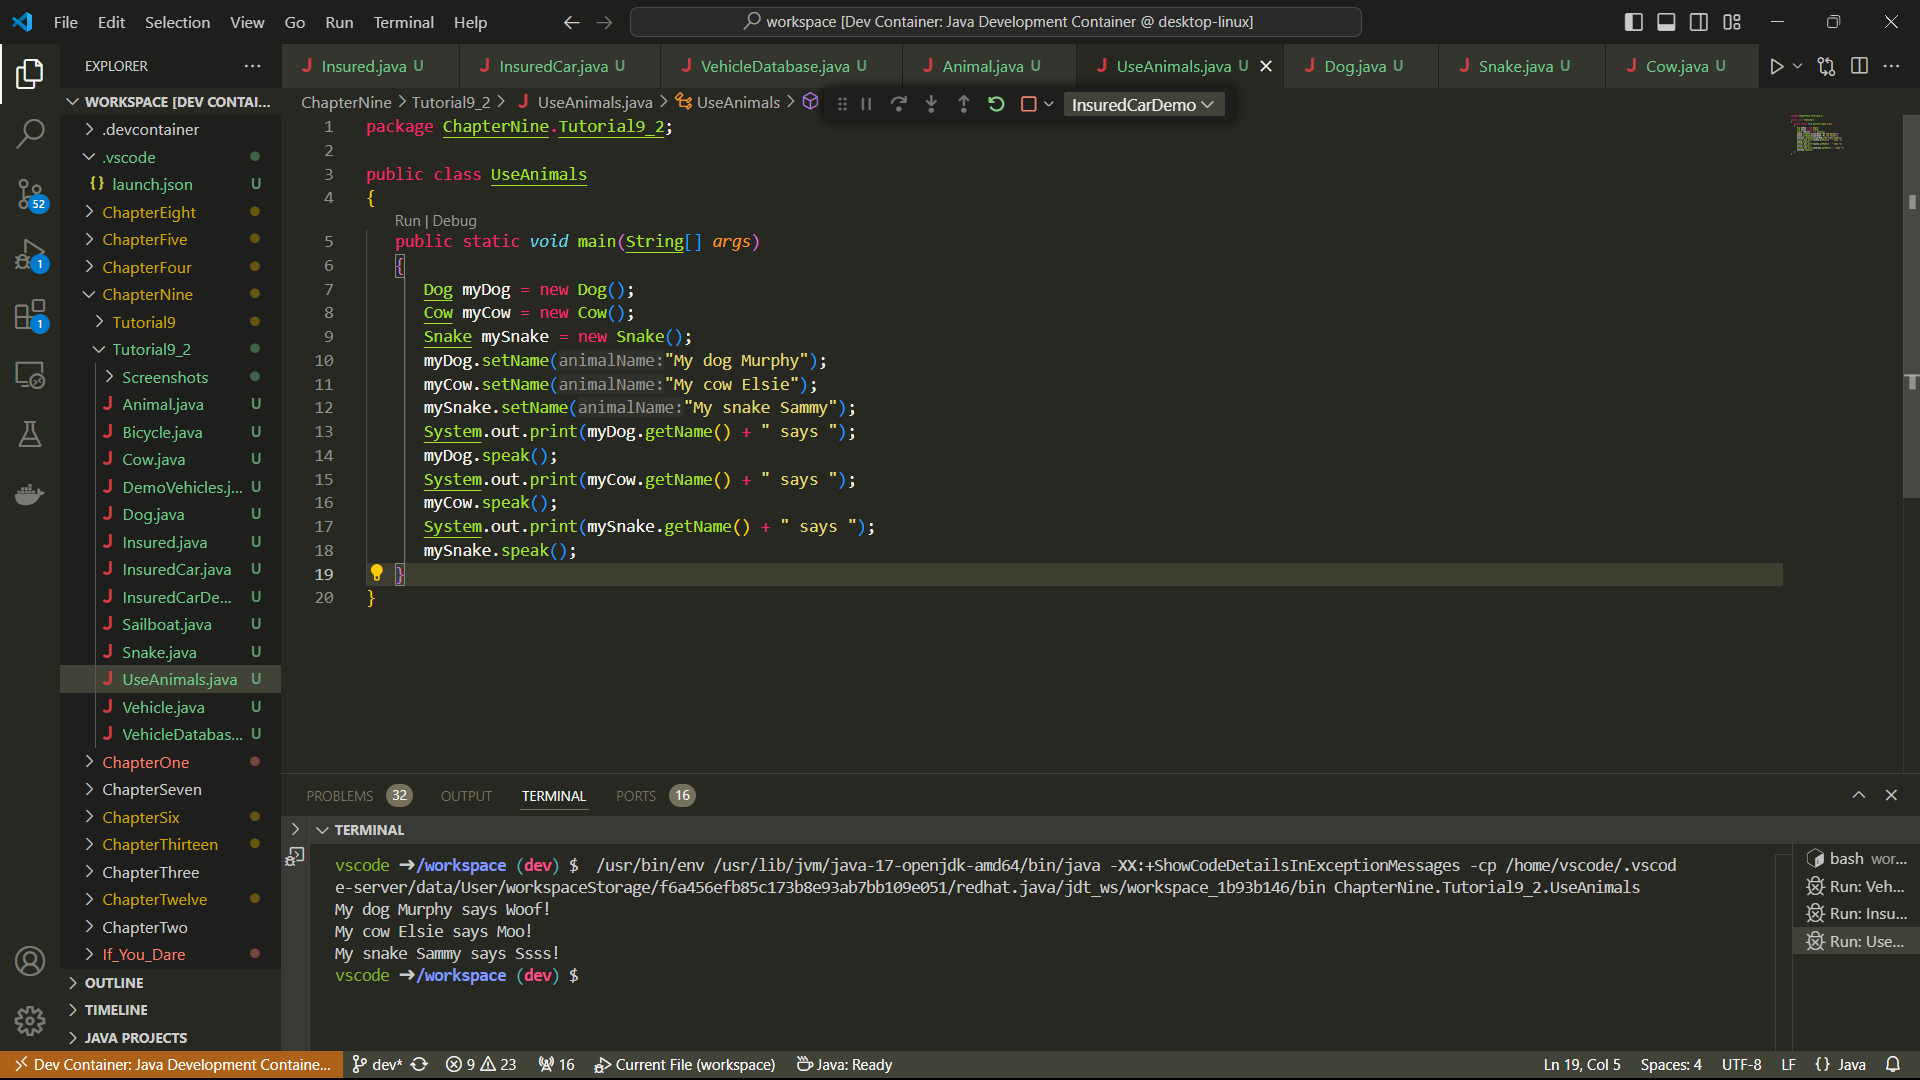 File Edit Selection View Go Run Terminal Help
workspace [Dev Container: Java Development Container @ desktop-linux]
EXPLORER
Insured.java U
InsuredCar.java U
VehicleDatabase.java U
Animal.java U
UseAnimals.java U
Dog.java U
Snake.java U
Cow.java U
WORKSPACE [DEV CONTAI...
.devcontainer
.vscode
launch.json U
ChapterEight
ChapterFive
ChapterFour
ChapterNine
Tutorial9
Tutorial9_2
Screenshots
Animal.java U
Bicycle.java U
Cow.java U
DemoVehicles.j... U
Dog.java U
Insured.java U
InsuredCar.java U
InsuredCarDe... U
Sailboat.java U
Snake.java U
UseAnimals.java U
Vehicle.java U
VehicleDatabas... U
ChapterOne
ChapterSeven
ChapterSix
ChapterThirteen
ChapterThree
ChapterTwelve
ChapterTwo
If_You_Dare
OUTLINE
TIMELINE
JAVA PROJECTS
52
1
1
ChapterNine > Tutorial9_2 > UseAnimals.java > UseAnimals >
InsuredCarDemo
1 package ChapterNine.Tutorial9_2;
2
3 public class UseAnimals
4 {
Run | Debug
5 public static void main(String[] args)
6 {
7 Dog myDog = new Dog();
8 Cow myCow = new Cow();
9 Snake mySnake = new Snake();
10 myDog.setName(animalName:"My dog Murphy");
11 myCow.setName(animalName:"My cow Elsie");
12 mySnake.setName(animalName:"My snake Sammy");
13 System.out.print(myDog.getName() + " says ");
14 myDog.speak();
15 System.out.print(myCow.getName() + " says ");
16 myCow.speak();
17 System.out.print(mySnake.getName() + " says ");
18 mySnake.speak();
19 }
20 }
PROBLEMS 32 OUTPUT TERMINAL PORTS 16
TERMINAL
vscode ➜/workspace (dev) $ /usr/bin/env /usr/lib/jvm/java-17-openjdk-amd64/bin/java -XX:+ShowCodeDetailsInExceptionMessages -cp /home/vscode/.vscod
e-server/data/User/workspaceStorage/f6a456efb85c173b8e93ab7bb109e051/redhat.java/jdt_ws/workspace_1b93b146/bin ChapterNine.Tutorial9_2.UseAnimals
My dog Murphy says Woof!
My cow Elsie says Moo!
My snake Sammy says Ssss!
vscode ➜/workspace (dev) $
bash wor...
Run: Veh...
Run: Insu...
Run: Use...
Dev Container: Java Development Containe... dev* 9 23 16 Current File (workspace) Java: Ready Ln 19, Col 5 Spaces: 4 UTF-8 LF {} Java